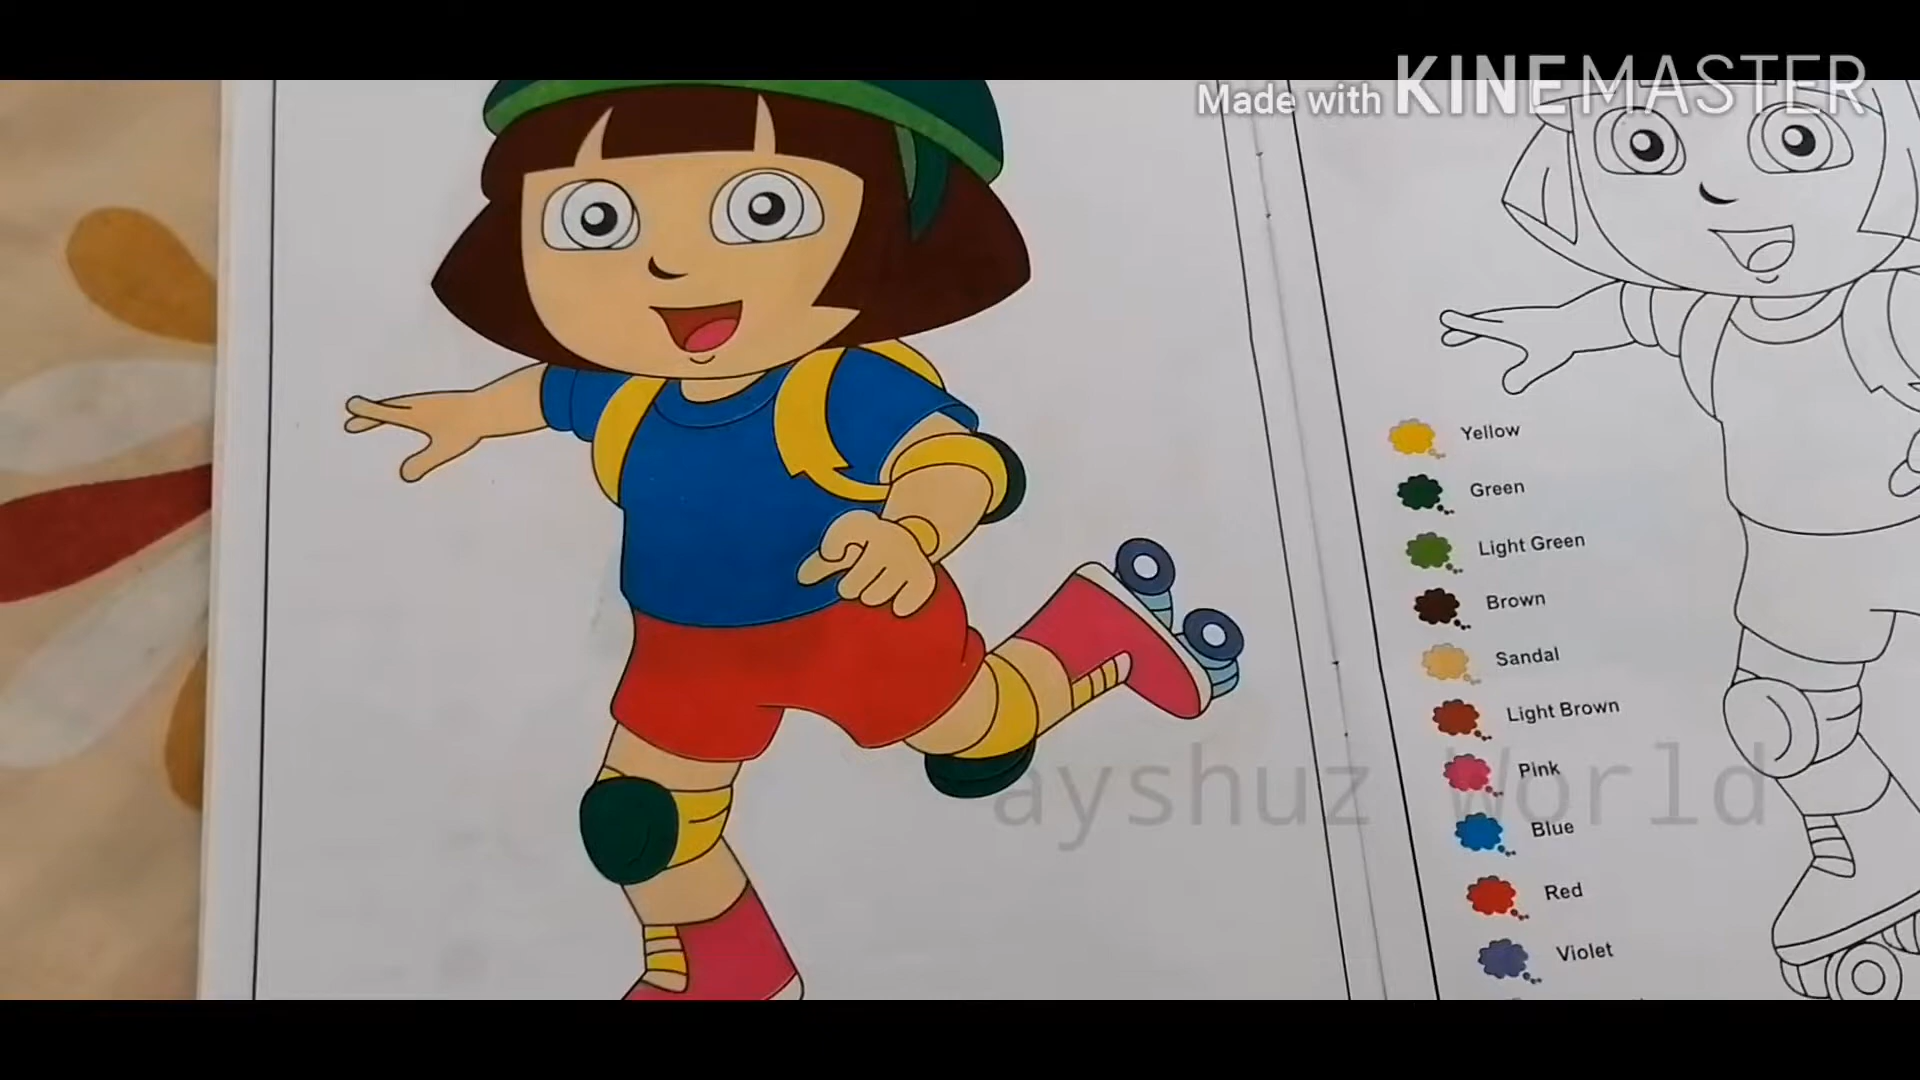 Made with KINEMASTER
Yellow
Green
Light Green
Brown
Sandal
Light Brown
Pink
ayshuz World
Blue
Red
Violet